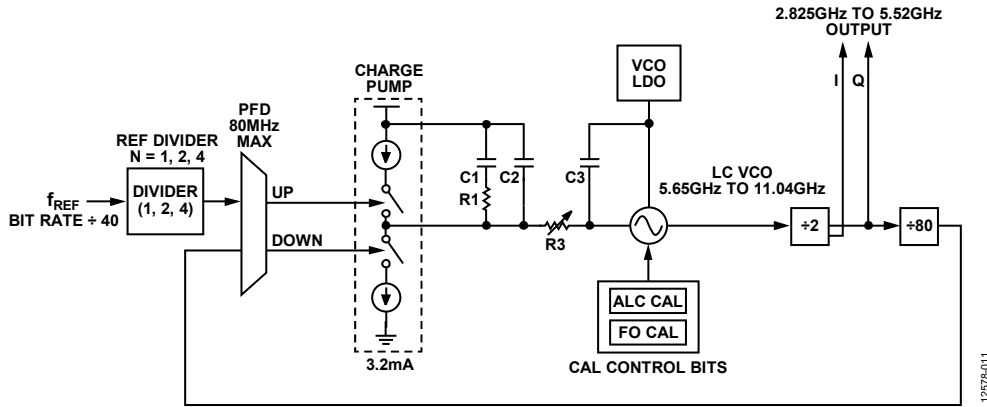 2.825GHz TO 5.52GHz
OUTPUT
I
Q
VCO
LDO
CHARGE
PUMP
PFD
80MHz
MAX
REF DIVIDER
N = 1, 2, 4
DIVIDER
(1, 2, 4)
fREF
BIT RATE ÷ 40
UP
DOWN
C1
R1
C2
C3
R3
LC VCO
5.65GHz TO 11.04GHz
÷2
÷80
ALC CAL
FO CAL
CAL CONTROL BITS
3.2mA
12578-011